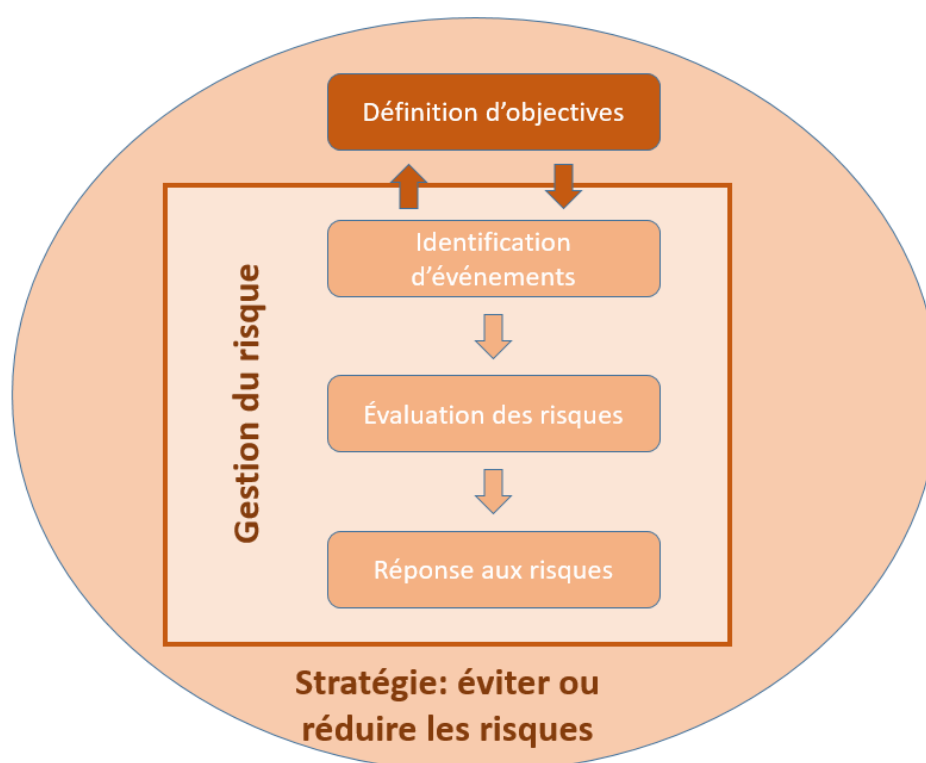 Définition d’objectives
Identification
d’événements
Gestion du risque
Évaluation des risques
Réponse aux risques
Stratégie: éviter ou
réduire les risques